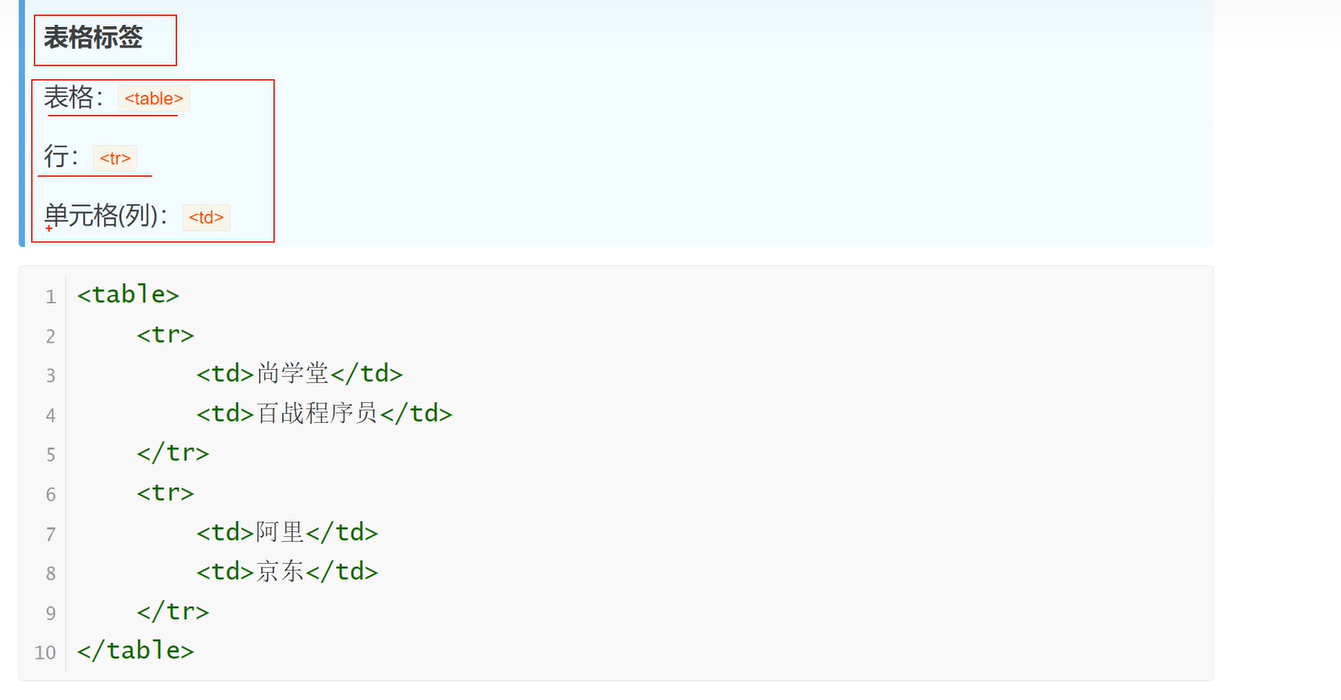 表格标签
表格： <table>
行： <tr>
单元格(列)： <td>
1 <table>
2 <tr>
3 <td>尚学堂</td>
4 <td>百战程序员</td>
5 </tr>
6 <tr>
7 <td>阿里</td>
8 <td>京东</td>
9 </tr>
10 </table>